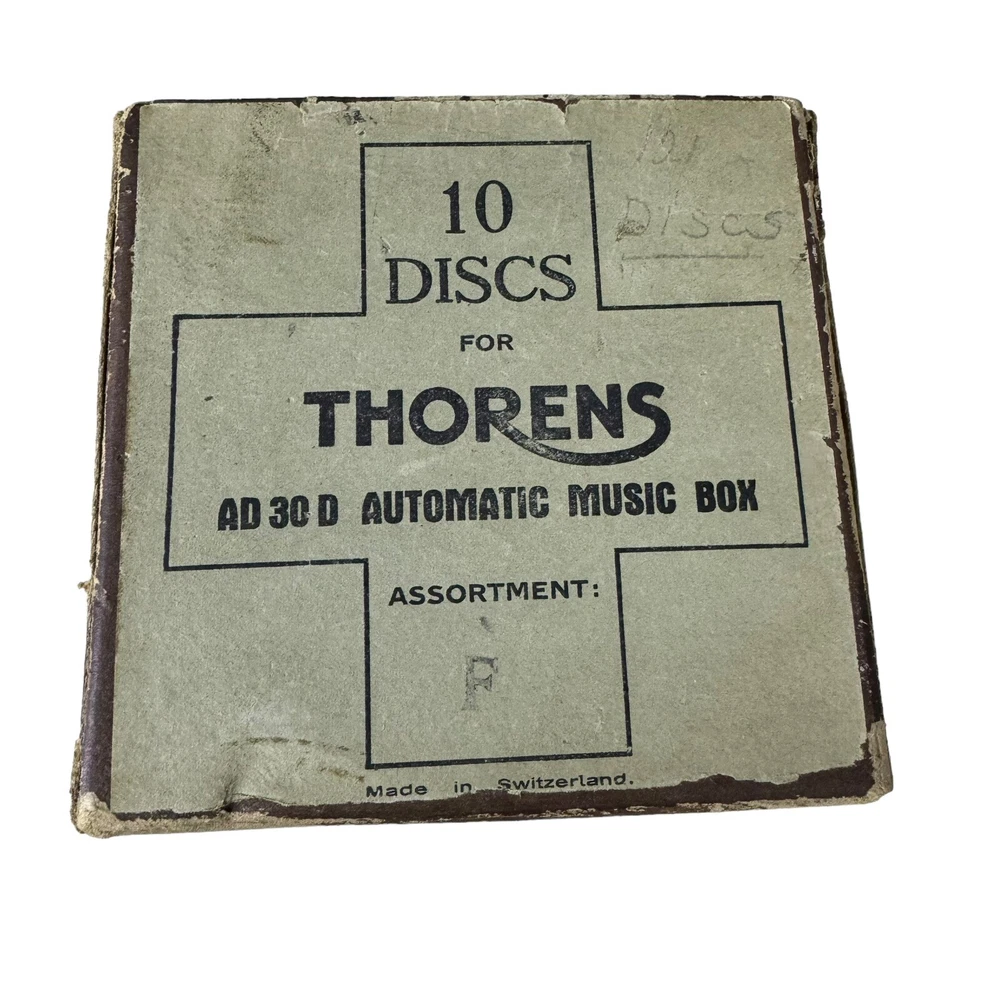 10
DISCS
FOR
THORENS
AD 30 D AUTOMATIC MUSIC BOX
ASSORTMENT:
F
Made in Switzerland.
Discs